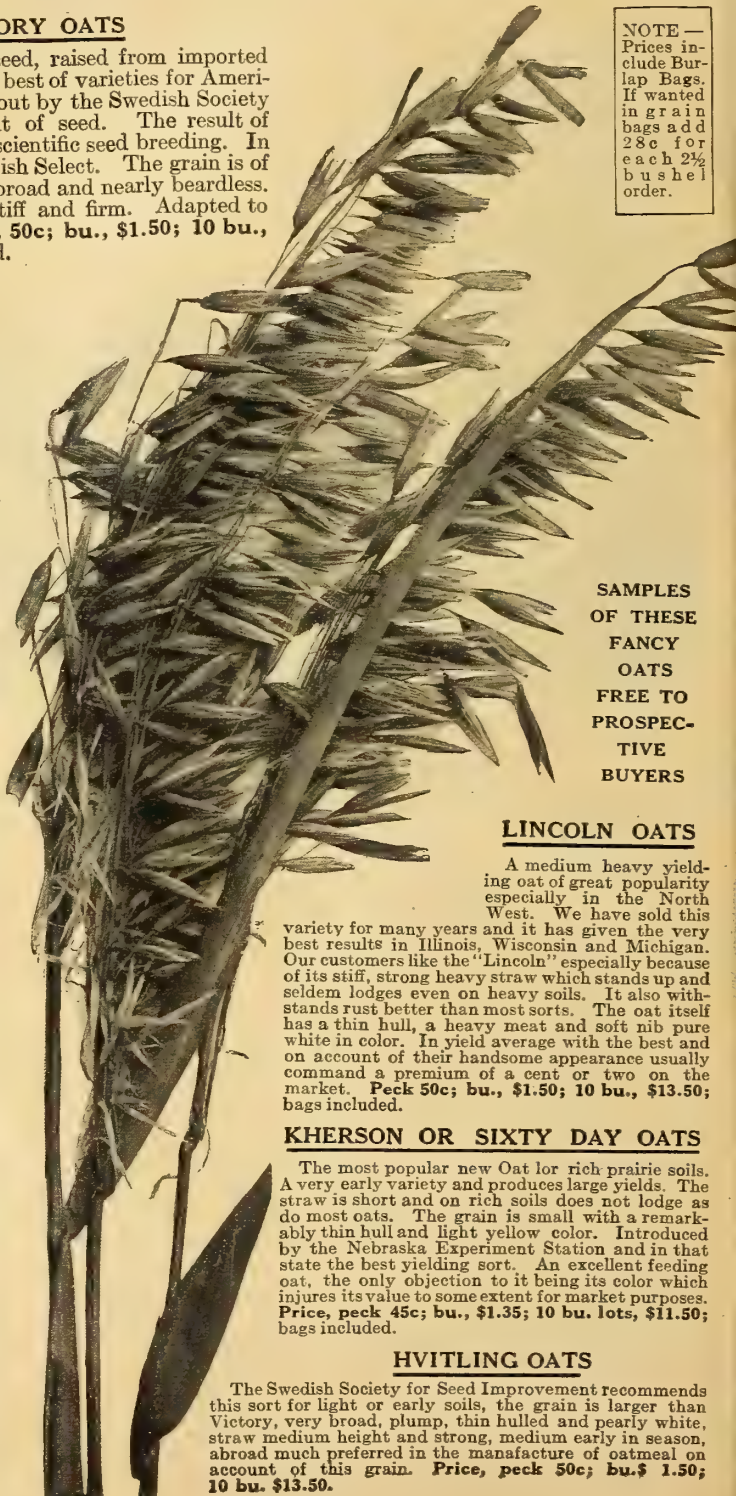 ORY OATS
eed, raised from imported
best of varieties for Ameri-
out by the Swedish Society
t of seed. The result of
scientific seed breeding. In
ish Select. The grain is of
broad and nearly beardless.
tiff and firm. Adapted to
50c; bu., $1.50; 10 bu.,
d.
NOTE —
Prices in-
clude Bur-
lap Bags.
If wanted
in grain
bags add
28c for
each 2½
bushel
order.
SAMPLES
OF THESE
FANCY
OATS
FREE TO
PROSPEC-
TIVE
BUYERS
LINCOLN OATS
A medium heavy yield-
ing oat of great popularity
especially in the North
West. We have sold this
variety for many years and it has given the very
best results in Illinois, Wisconsin and Michigan.
Our customers like the "Lincoln" especially because
of its stiff, strong heavy straw which stands up and
seldem lodges even on heavy soils. It also with-
stands rust better than most sorts. The oat itself
has a thin hull, a heavy meat and soft nib pure
white in color. In yield average with the best and
on account of their handsome appearance usually
command a premium of a cent or two on the
market. Peck 50c; bu., $1.50; 10 bu., $13.50;
bags included.
KHERSON OR SIXTY DAY OATS
The most popular new Oat lor rich prairie soils.
A very early variety and produces large yields. The
straw is short and on rich soils does not lodge as
do most oats. The grain is small with a remark-
ably thin hull and light yellow color. Introduced
by the Nebraska Experiment Station and in that
state the best yielding sort. An excellent feeding
oat, the only objection to it being its color which
injures its value to some extent for market purposes.
Price, peck 45c; bu., $1.35; 10 bu. lots, $11.50;
bags included.
HVITLING OATS
The Swedish Society for Seed Improvement recommends
this sort for light or early soils, the grain is larger than
Victory, very broad, plump, thin hulled and pearly white,
straw medium height and strong, medium early in season,
abroad much preferred in the manafacture of oatmeal on
account of this grain. Price, peck 50c; bu.$ 1.50;
10 bu. $13.50.